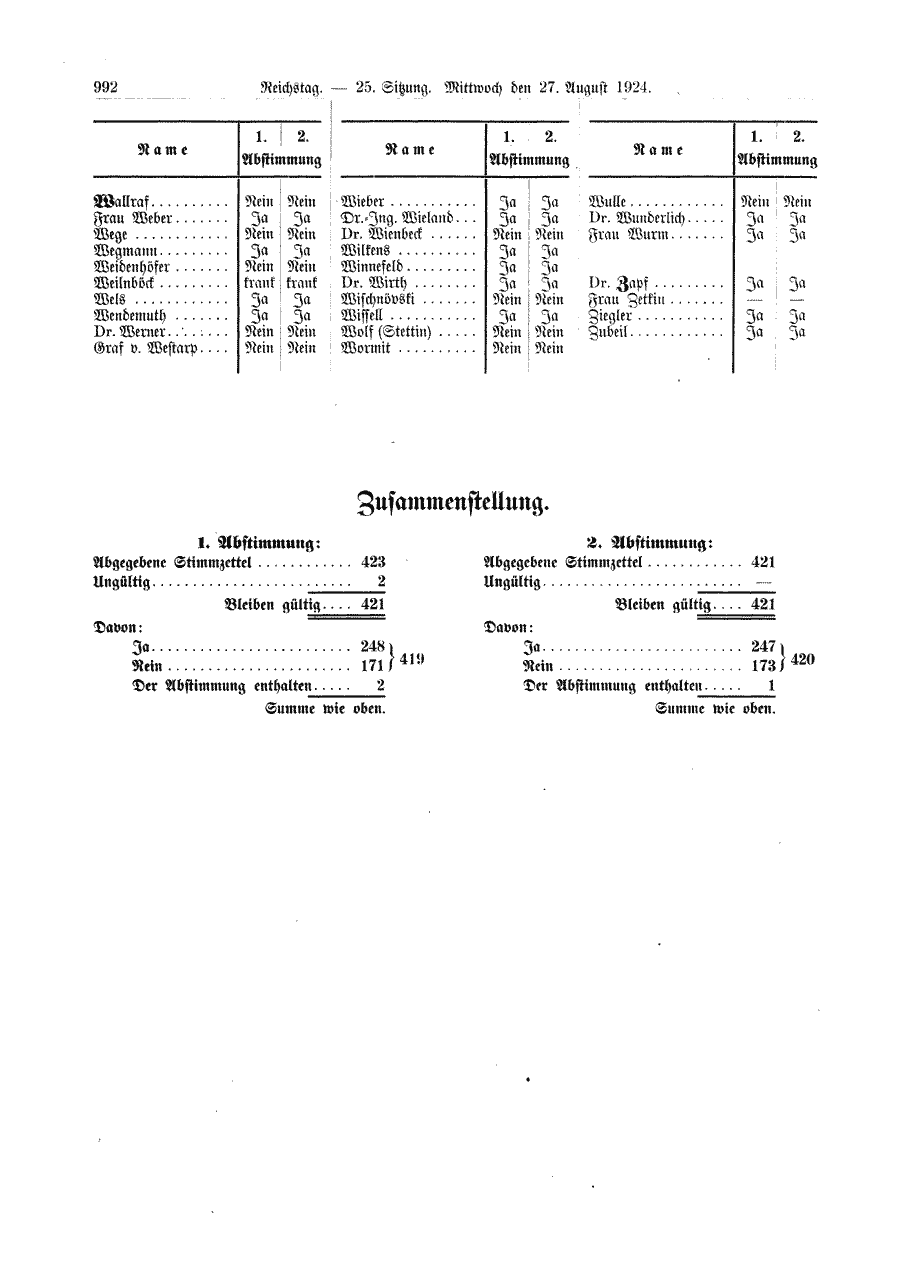 992 Reichstag. — 25. Sitzung. Mittwoch den 27. August 1924.
Name 1. 2. Abstimmung
Wallraf.......... Nein Nein
Frau Weber....... Ja Ja
Wege ............ Nein Nein
Wegmann......... Ja Ja
Weidenhöfer ....... Nein Nein
Weilnböck ......... krank krank
Wels ............ Ja Ja
Wendemuth ....... Ja Ja
Dr. Werner........ Nein Nein
Graf v. Westarp.... Nein Nein
Name 1. 2. Abstimmung
Wieber ........... Ja Ja
Dr.-Ing. Wieland... Ja Ja
Dr. Wienbeck ...... Nein Nein
Wilkens .......... Ja Ja
Winnefeld......... Ja Ja
Dr. Wirth ........ Ja Ja
Wischnövski ....... Nein Nein
Wissell ........... Ja Ja
Wolf (Stettin) ..... Nein Nein
Wormit .......... Nein Nein
Name 1. 2. Abstimmung
Wulle ............ Nein Nein
Dr. Wunderlich..... Ja Ja
Frau Wurm....... Ja Ja
Dr. Zapf ......... Ja Ja
Frau Zetkin ....... — —
Ziegler ........... Ja Ja
Zubeil............ Ja Ja
Zusammenstellung.
1. Abstimmung:
Abgegebene Stimmzettel ............ 423
Ungültig......................... 2
Bleiben gültig.... 421
Davon:
Ja......................... 248
Nein ....................... 171 } 419
Der Abstimmung enthalten..... 2
Summe wie oben.
2. Abstimmung:
Abgegebene Stimmzettel ............ 421
Ungültig......................... —
Bleiben gültig.... 421
Davon:
Ja......................... 247
Nein ....................... 173 } 420
Der Abstimmung enthalten..... 1
Summe wie oben.